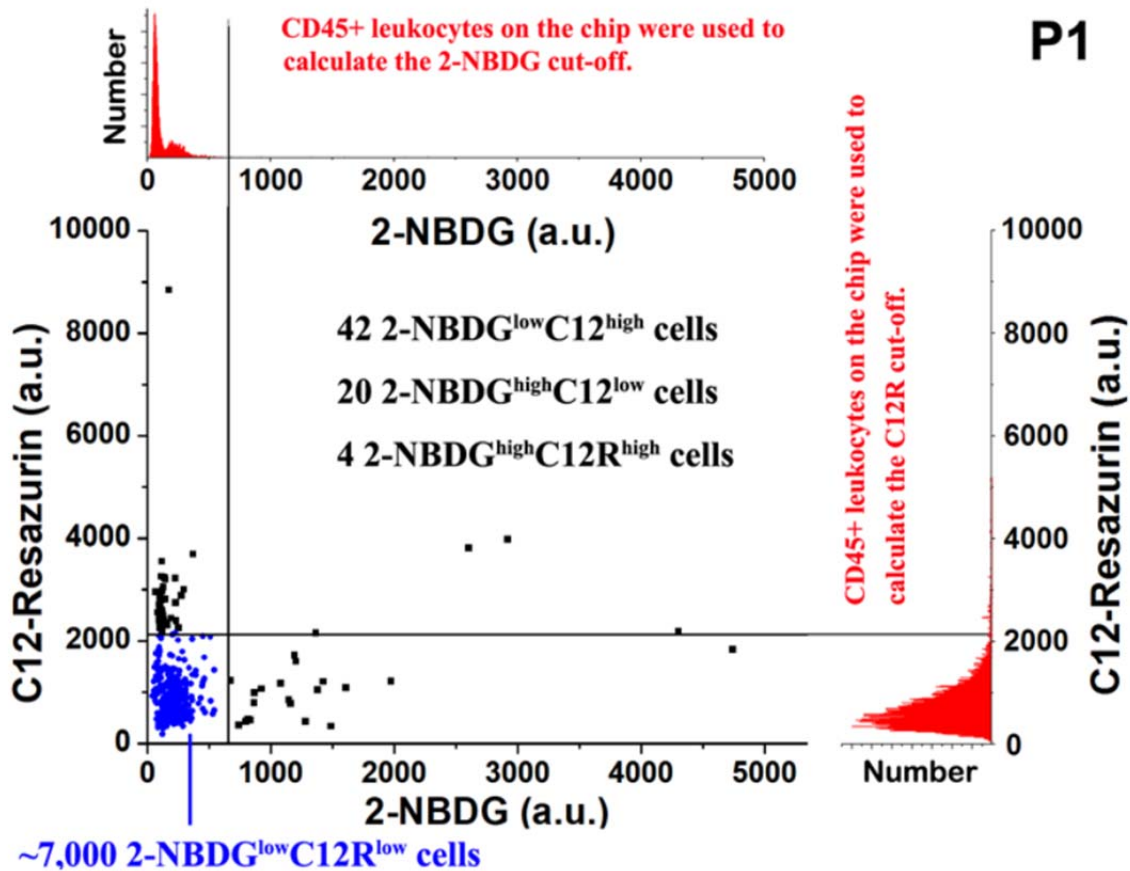 CD45+ leukocytes on the chip were used to
calculate the 2-NBDG cut-off.
P1
Number
0 1000 2000 3000 4000 5000
2-NBDG (a.u.)
10000
8000
6000
4000
2000
0
C12-Resazurin (a.u.)
42 2-NBDGlowC12high cells
20 2-NBDGhighC12low cells
4 2-NBDGhighC12Rhigh cells
CD45+ leukocytes on the chip were used to
calculate the C12R cut-off.
10000
8000
6000
4000
2000
0
C12-Resazurin (a.u.)
Number
0 1000 2000 3000 4000 5000
2-NBDG (a.u.)
~7,000 2-NBDGlowC12Rlow cells